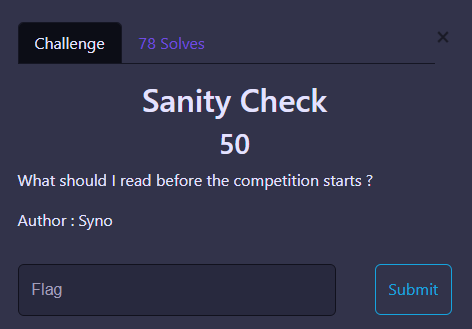 Challenge
78 Solves
×
Sanity Check
50
What should I read before the competition starts ?
Author : Syno
Flag
Submit